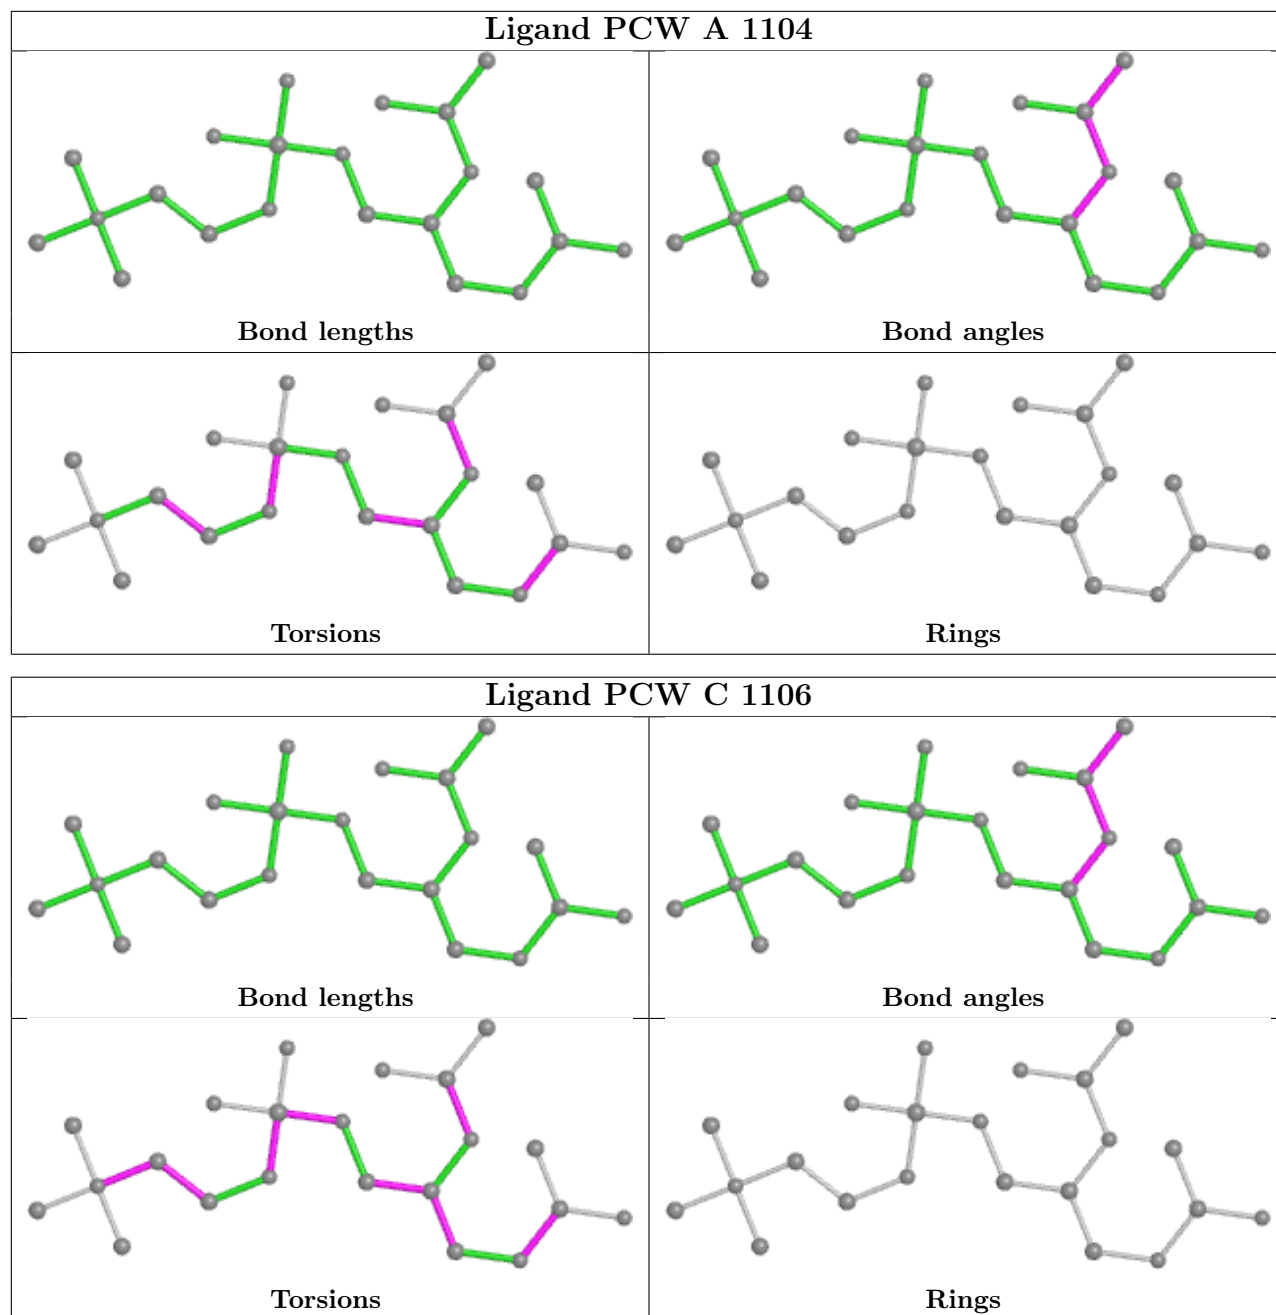 Ligand PCW A 1104
Bond lengths
Bond angles
Torsions
Rings
Ligand PCW C 1106
Bond lengths
Bond angles
Torsions
Rings